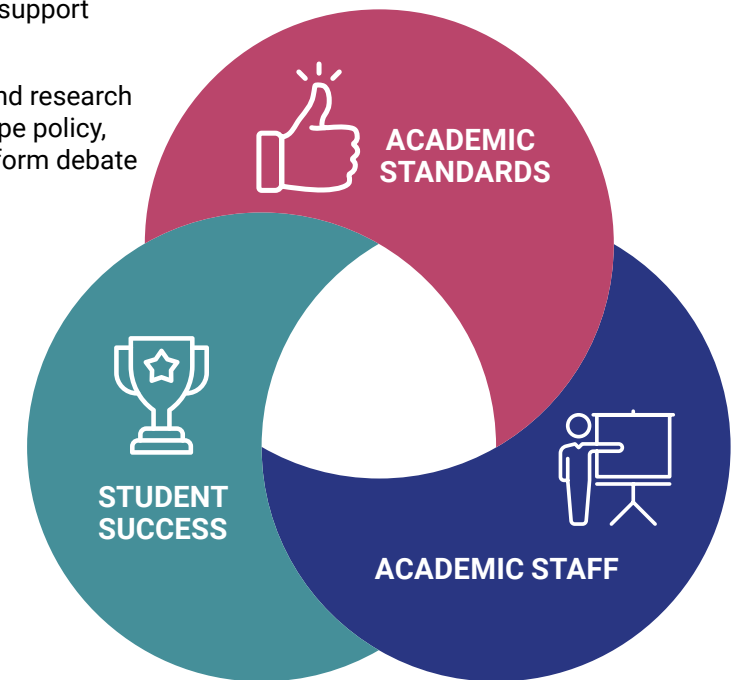 support
nd research
pe policy,
form debate
ACADEMIC
STANDARDS
STUDENT
SUCCESS
ACADEMIC STAFF